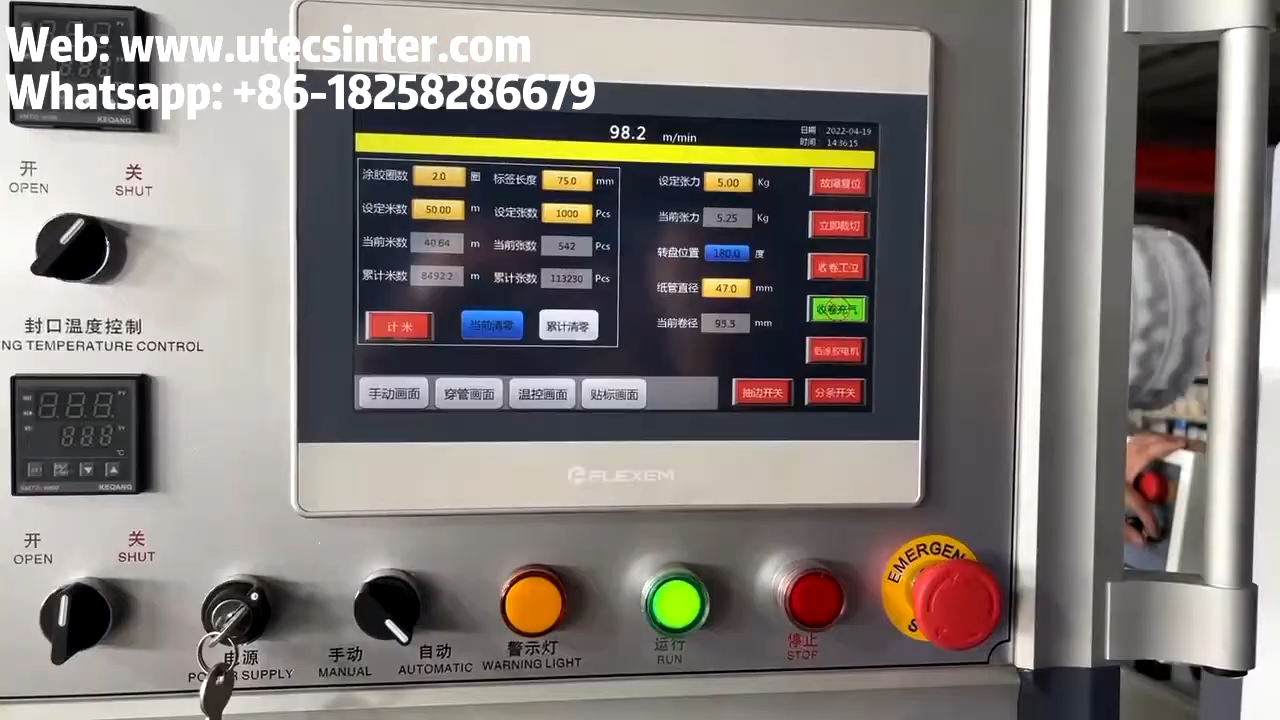 Web: www.utecsinter.com
Whatsapp: +86-18258286679
KEQANG
开 关
OPEN SHUT
封口温度控制
NG TEMPERATURE CONTROL
KEQANG
开 关
OPEN SHUT
98.2 m/min
日期 2022-04-19
时间 14:36:15
涂胶圈数 2.0 圈 标签长度 75.0 mm
设定米数 50.00 m 设定张数 1000 Pcs
当前米数 40.64 m 当前张数 542 Pcs
累计米数 8492.2 m 累计张数 113230 Pcs
计米 当前清零 累计清零
设定张力 5.00 Kg
当前张力 5.25 Kg
转盘位置 180.0 度
纸管直径 47.0 mm
当前卷径 95.5 mm
故障复位
立即裁切
收卷工位
收卷充气
后涂胶电机
手动画面 穿管画面 温控画面 贴标画面 抽边开关 分条开关
FLEXEM
电源
POWER SUPPLY
手动 自动
MANUAL AUTOMATIC
警示灯
WARNING LIGHT
运行
RUN
停止
STOP
EMERGEN